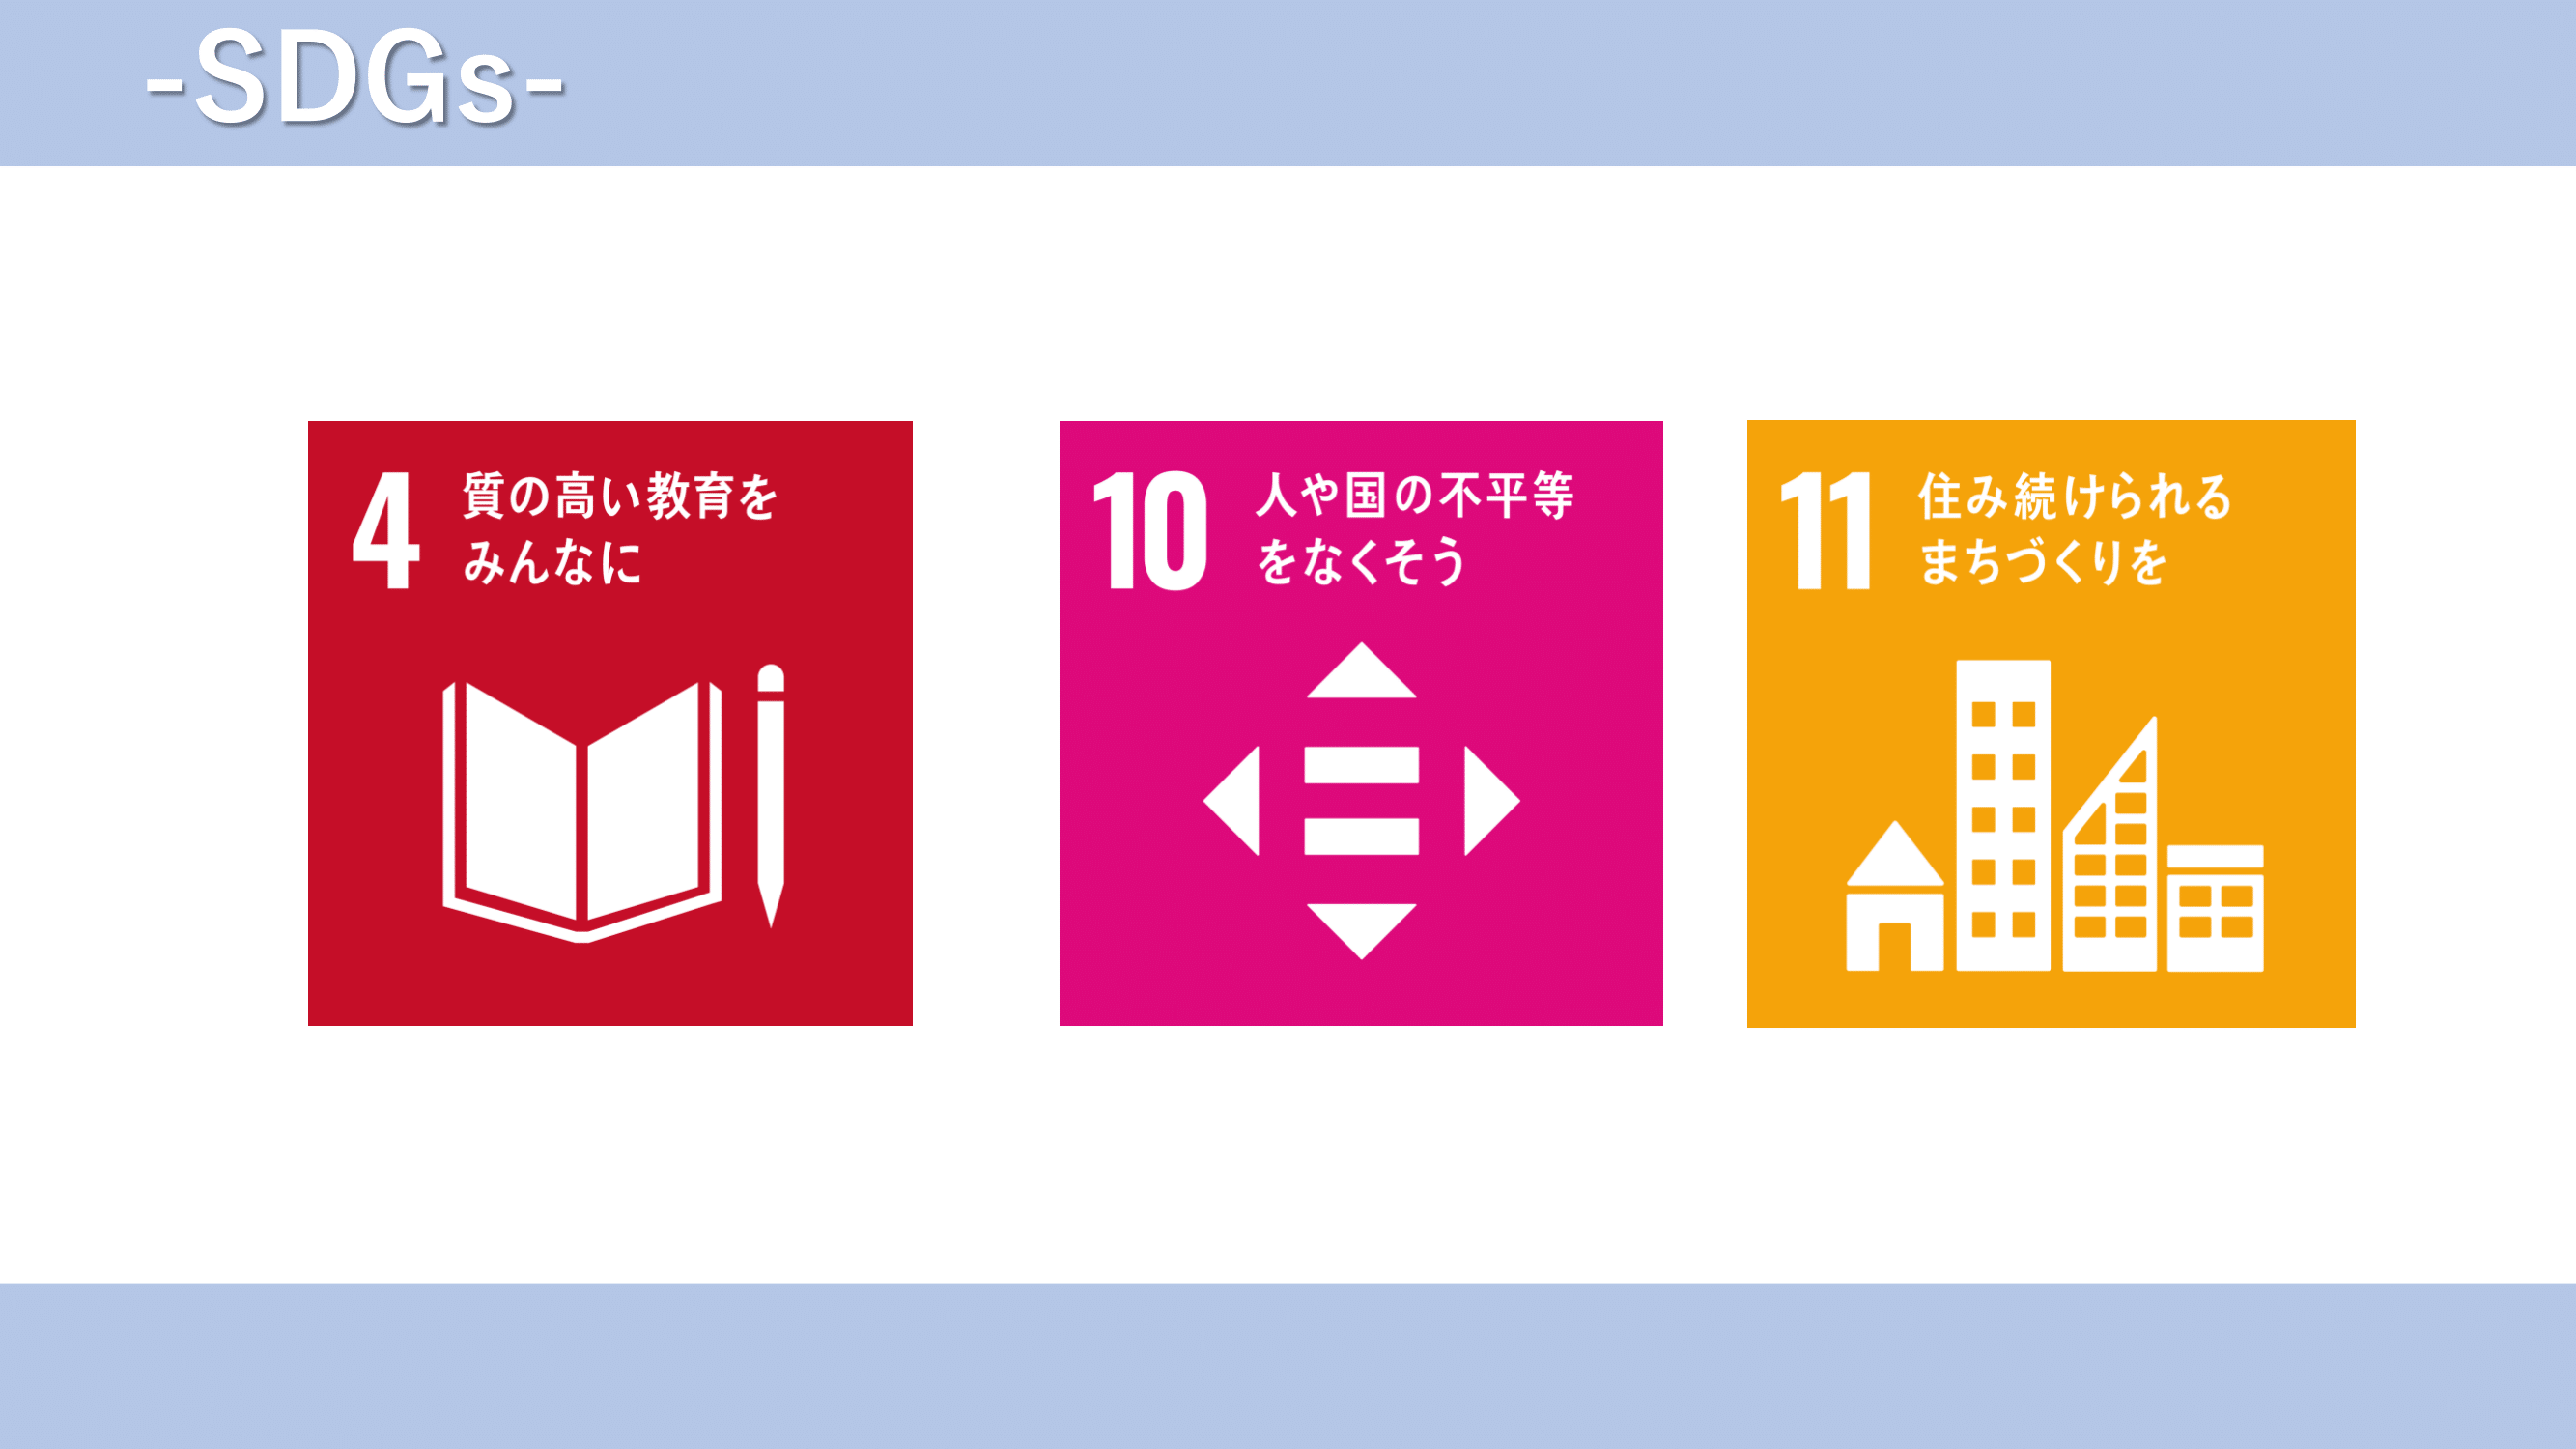 -SDGs-
4
質の高い教育を
みんなに
10
人や国の不平等
をなくそう
11
住み続けられる
まちづくりを